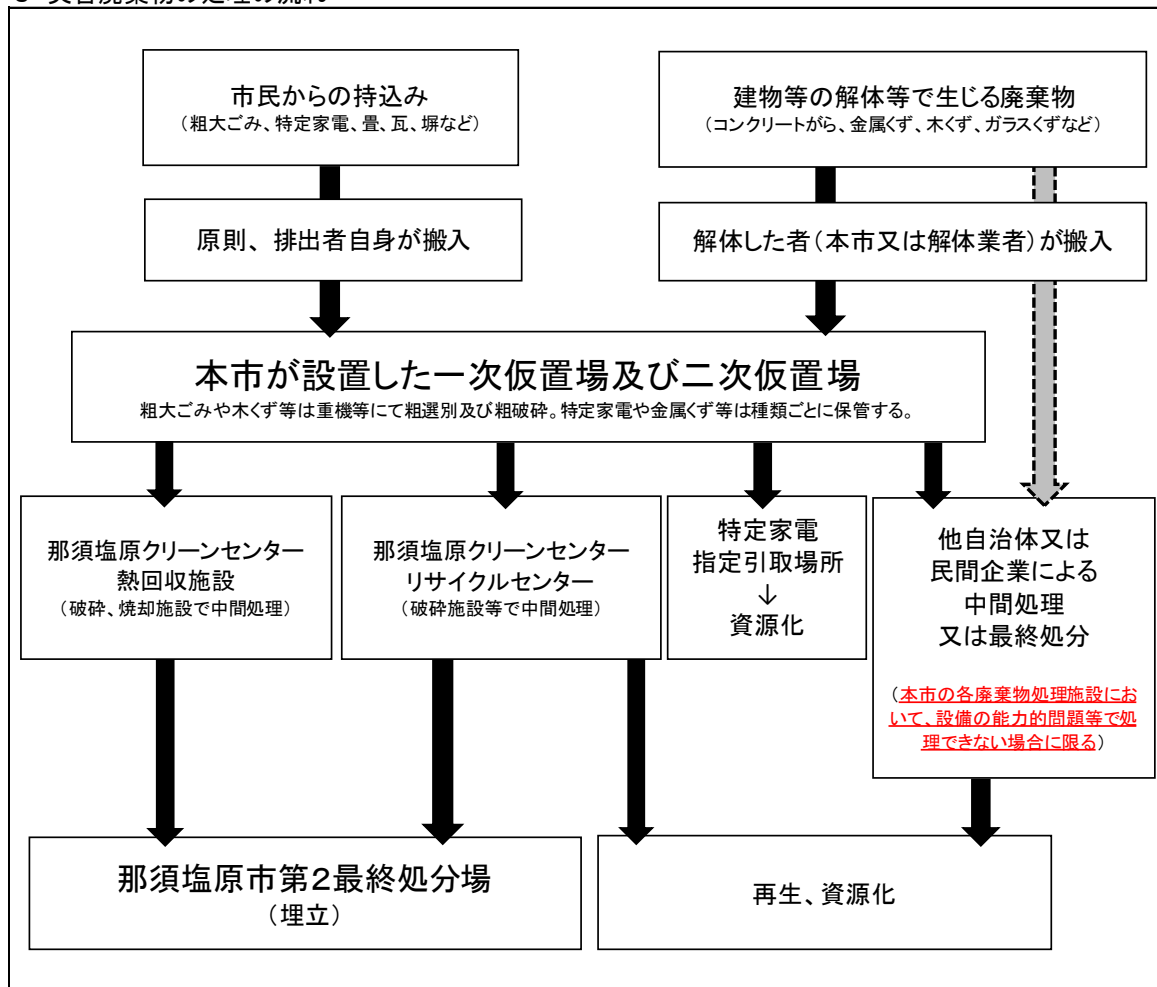 市民からの持込み
（粗大ごみ、特定家電、畳、瓦、塀など）
建物等の解体等で生じる廃棄物
（コンクリートがら、金属くず、木くず、ガラスくずなど）
原則、排出者自身が搬入
解体した者（本市又は解体業者）が搬入
本市が設置した一次仮置場及び二次仮置場
粗大ごみや木くず等は重機等にて粗選別及び粗破砕。特定家電や金属くず等は種類ごとに保管する。
那須塩原クリーンセンター
熱回収施設
（破砕、焼却施設で中間処理）
那須塩原クリーンセンター
リサイクルセンター
（破砕施設等で中間処理）
特定家電
指定引取場所
↓
資源化
他自治体又は
民間企業による
中間処理
又は最終処分
（本市の各廃棄物処理施設にお
いて、設備の能力的問題等で処
理できない場合に限る）
那須塩原市第２最終処分場
（埋立）
再生、資源化